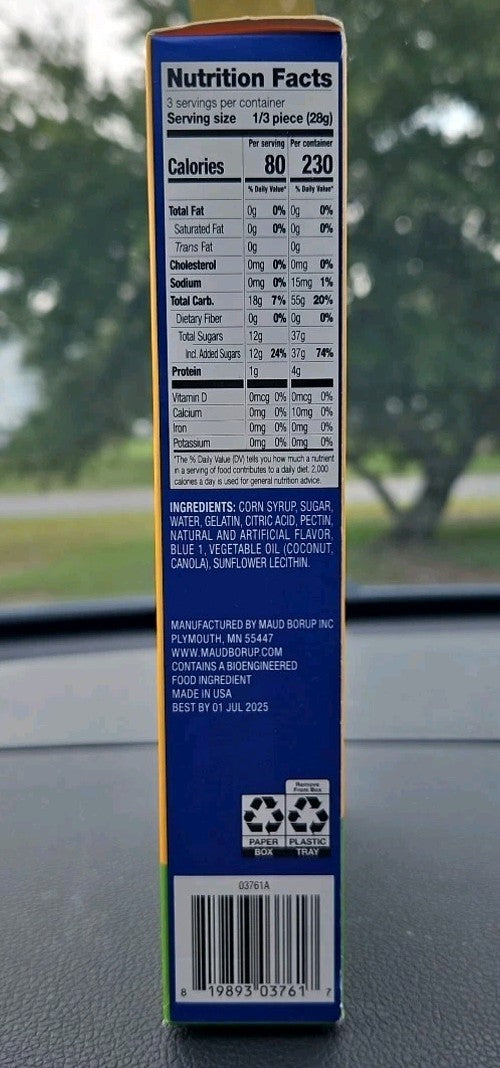 Nutrition Facts
3 servings per container
Serving size 1/3 piece (28g)
Per serving Per container
Calories 80 230
% Daily Value* % Daily Value*
Total Fat 0g 0% 0g 0%
Saturated Fat 0g 0% 0g 0%
Trans Fat 0g 0g
Cholesterol 0mg 0% 0mg 0%
Sodium 0mg 0% 15mg 1%
Total Carb. 18g 7% 55g 20%
Dietary Fiber 0g 0% 0g 0%
Total Sugars 12g 37g
Incl. Added Sugars 12g 24% 37g 74%
Protein 1g 4g
Vitamin D 0mcg 0% 0mcg 0%
Calcium 0mg 0% 10mg 0%
Iron 0mg 0% 0mg 0%
Potassium 0mg 0% 0mg 0%
*The % Daily Value (DV) tells you how much a nutrient
in a serving of food contributes to a daily diet. 2,000
calories a day is used for general nutrition advice.
INGREDIENTS: CORN SYRUP, SUGAR,
WATER, GELATIN, CITRIC ACID, PECTIN,
NATURAL AND ARTIFICIAL FLAVOR,
BLUE 1, VEGETABLE OIL (COCONUT,
CANOLA), SUNFLOWER LECITHIN.
MANUFACTURED BY MAUD BORUP INC
PLYMOUTH, MN 55447
WWW.MAUDBORUP.COM
CONTAINS A BIOENGINEERED
FOOD INGREDIENT
MADE IN USA
BEST BY 01 JUL 2025
Remove
From Box
PAPER PLASTIC
BOX TRAY
03761A
8 19893 03761 7